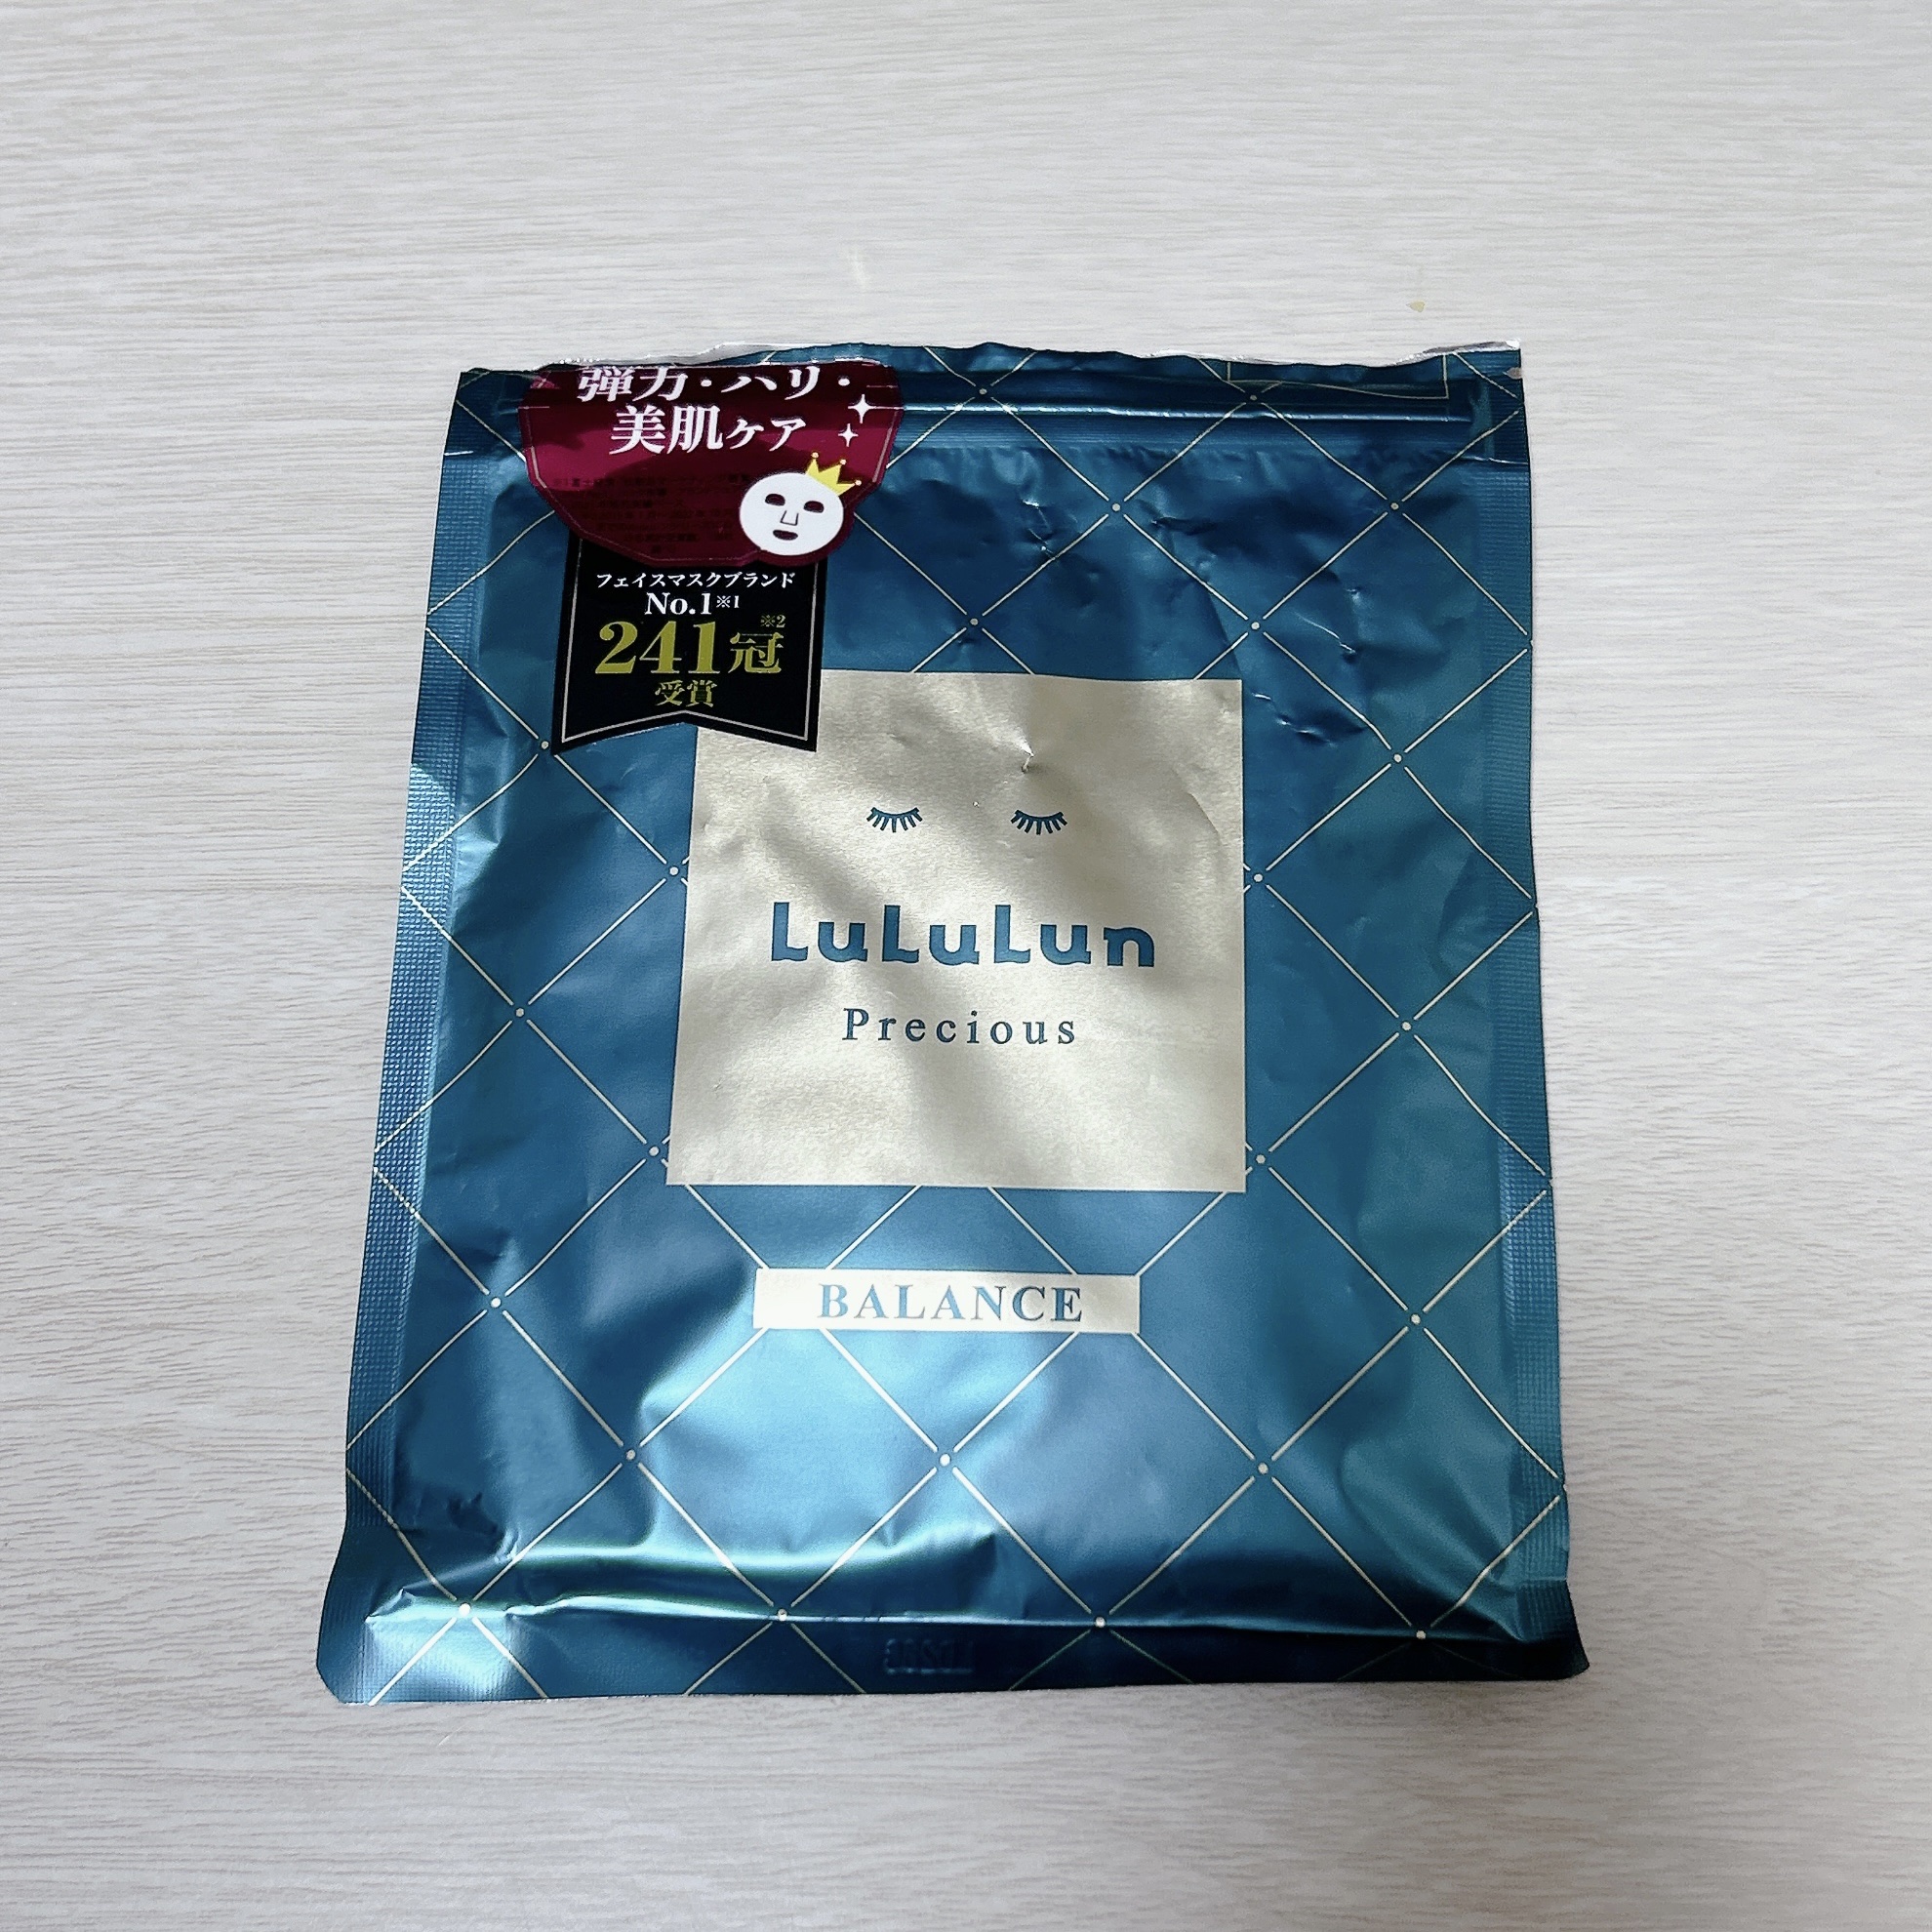 弾力・ハリ・
美肌ケア
フェイスマスクブランド
No.1※1
241冠※2
受賞
LuLuLun
Precious
BALANCE